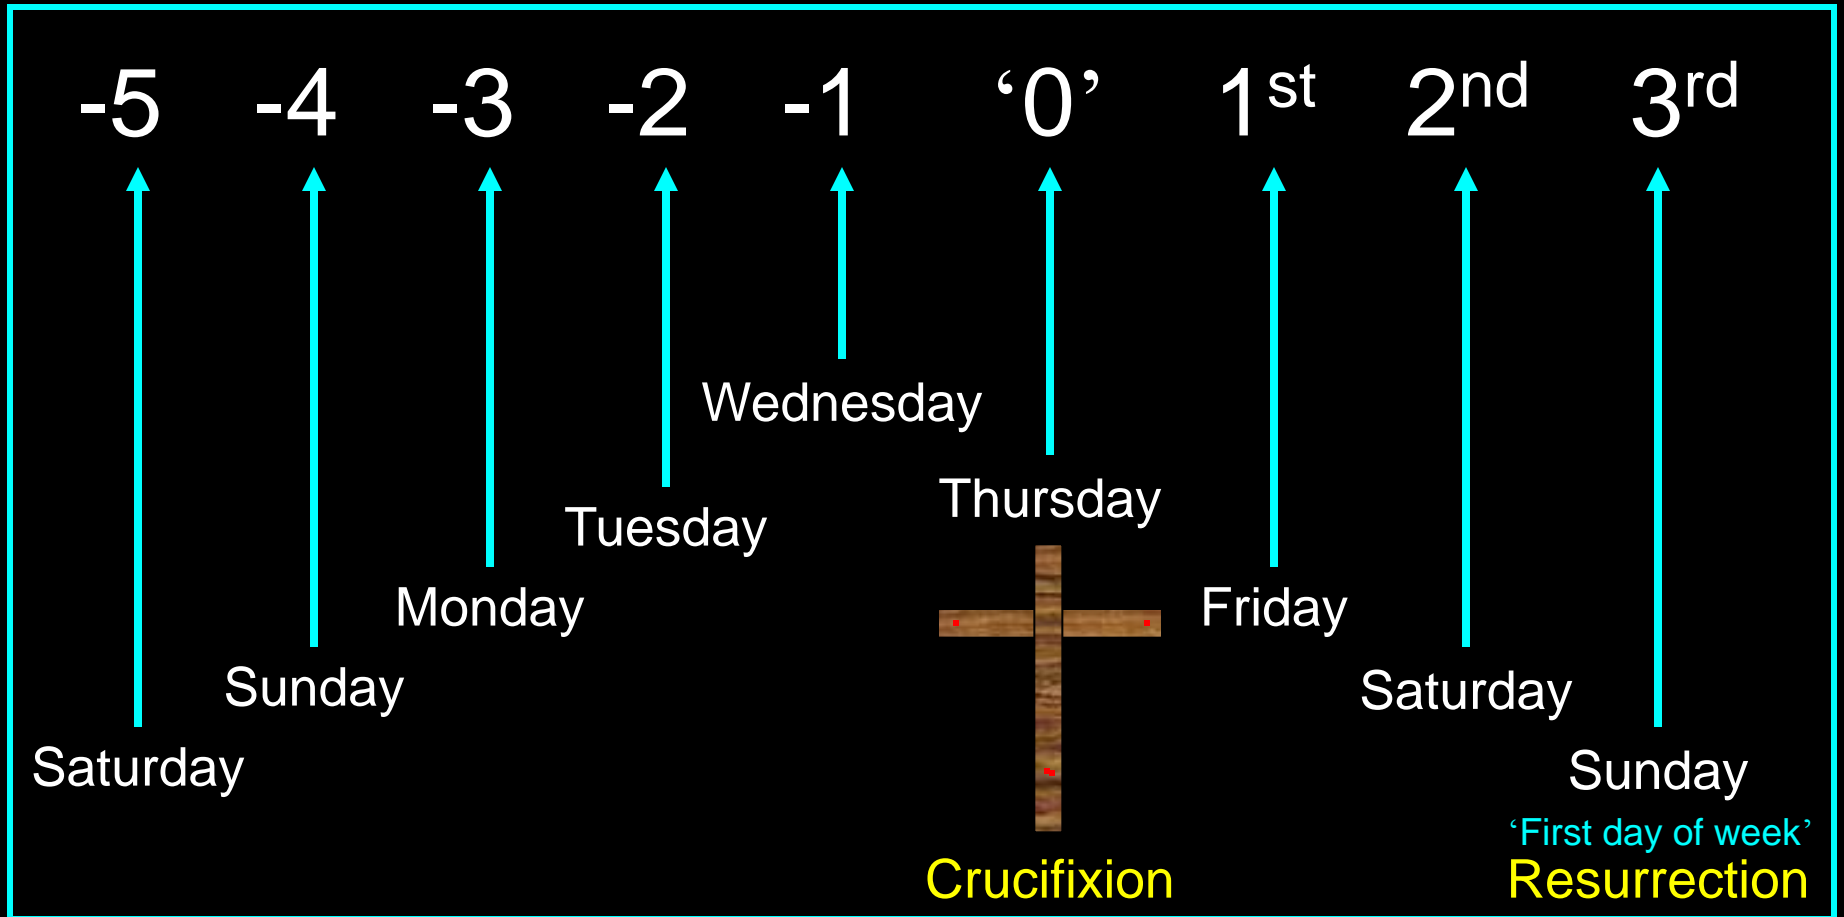 -5 -4 -3 -2 -1 ‘0’ 1st 2nd 3rd
Wednesday
Thursday
Tuesday
Monday
Friday
Sunday
Saturday
Saturday
Sunday
‘First day of week’
Crucifixion
Resurrection